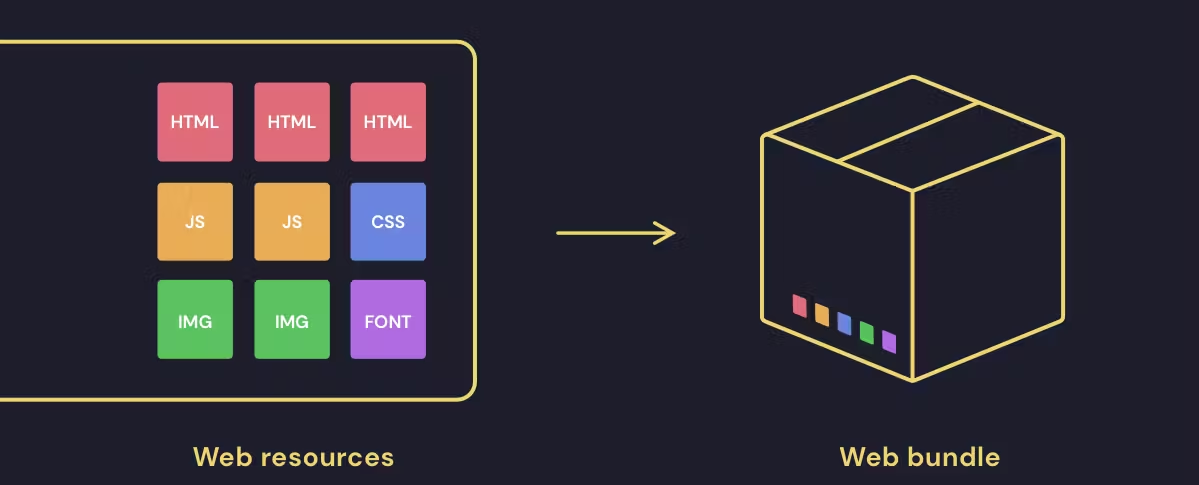 HTML HTML HTML
JS JS CSS
IMG IMG FONT
Web resources
Web bundle